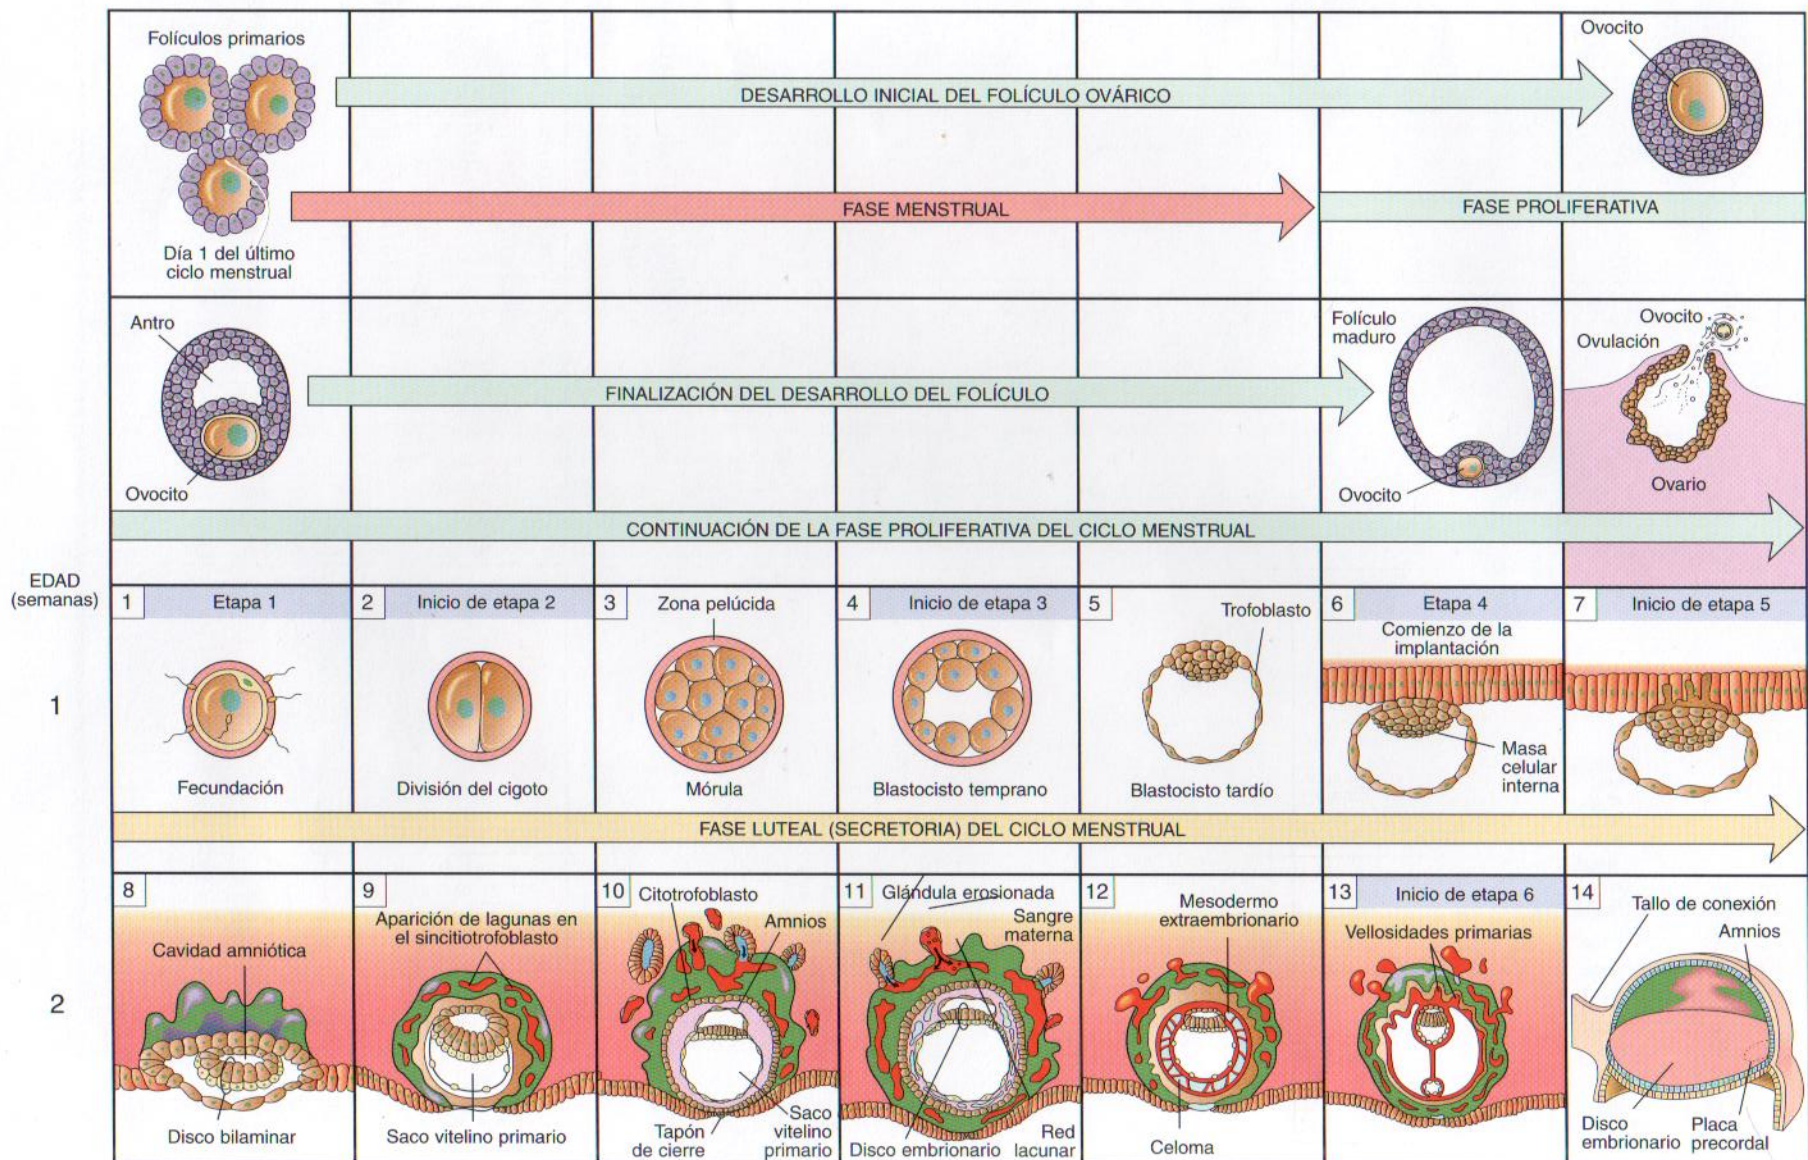 Folículos primarios
Ovocito
DESARROLLO INICIAL DEL FOLÍCULO OVÁRICO
FASE MENSTRUAL
FASE PROLIFERATIVA
Día 1 del último
ciclo menstrual
Antro
Folículo
maduro
Ovocito
Ovulación
FINALIZACIÓN DEL DESARROLLO DEL FOLÍCULO
Ovocito
Ovocito
Ovario
CONTINUACIÓN DE LA FASE PROLIFERATIVA DEL CICLO MENSTRUAL
EDAD
(semanas)
1 Etapa 1
2 Inicio de etapa 2
3 Zona pelúcida
4 Inicio de etapa 3
5 Trofoblasto
6 Etapa 4
7 Inicio de etapa 5
Comienzo de la
implantación
1
Masa
celular
interna
Fecundación
División del cigoto
Mórula
Blastocisto temprano
Blastocisto tardío
FASE LUTEAL (SECRETORIA) DEL CICLO MENSTRUAL
2
8
Cavidad amniótica
Disco bilaminar
9
Aparición de lagunas en
el sincitiotrofoblasto
Saco vitelino primario
10
Citotrofoblasto
Amnios
Tapón
de cierre
Saco
vitelino
primario
11
Glándula erosionada
Sangre
materna
Disco embrionario
Red
lacunar
12
Mesodermo
extraembrionario
Celoma
13 Inicio de etapa 6
Vellosidades primarias
14
Tallo de conexión
Amnios
Disco
embrionario
Placa
precordal